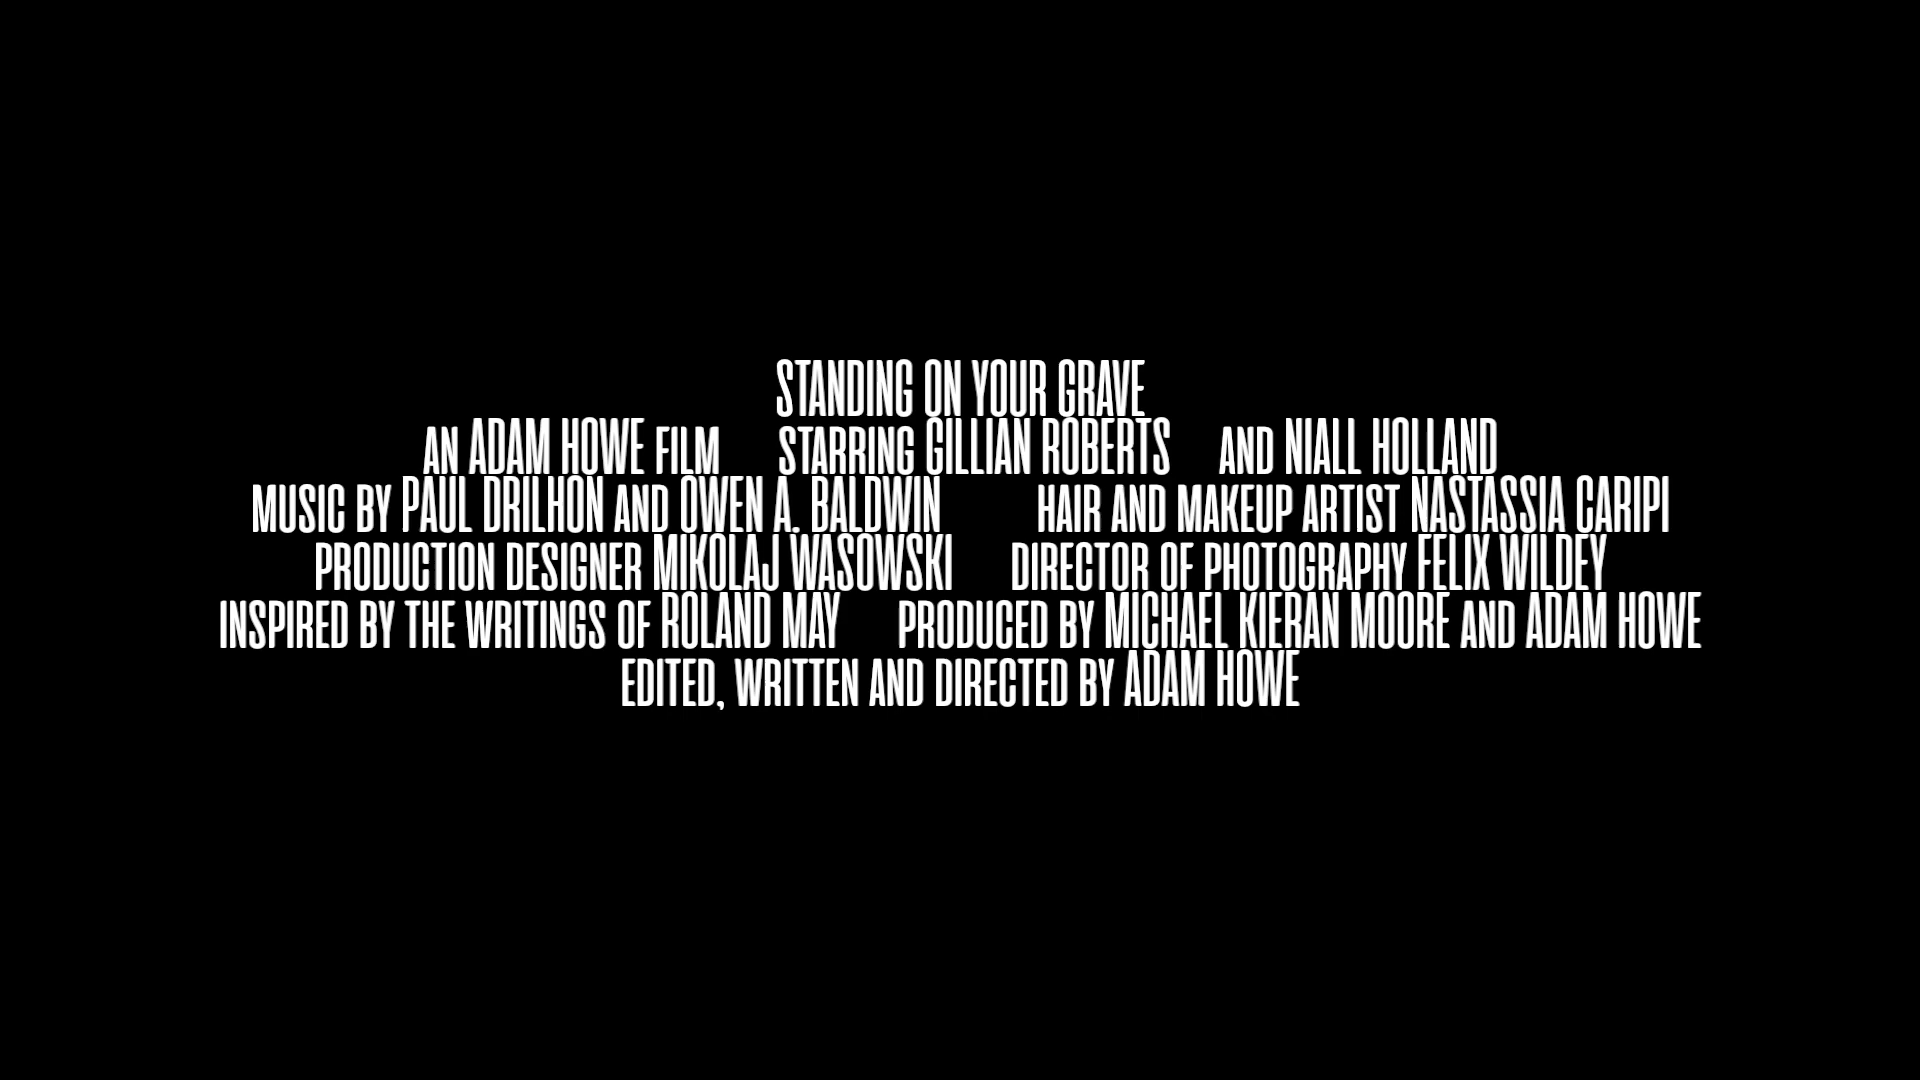 STANDING ON YOUR GRAVE
AN ADAM HOWE FILM STARRING GILLIAN ROBERTS AND NIALL HOLLAND
MUSIC BY PAUL DRILHON AND OWEN A. BALDWIN HAIR AND MAKEUP ARTIST NASTASSIA CARIPI
PRODUCTION DESIGNER MIKOLAJ WASOWSKI DIRECTOR OF PHOTOGRAPHY FELIX WILDEY
INSPIRED BY THE WRITINGS OF ROLAND MAY PRODUCED BY MICHAEL KIERAN MOORE AND ADAM HOWE
EDITED, WRITTEN AND DIRECTED BY ADAM HOWE